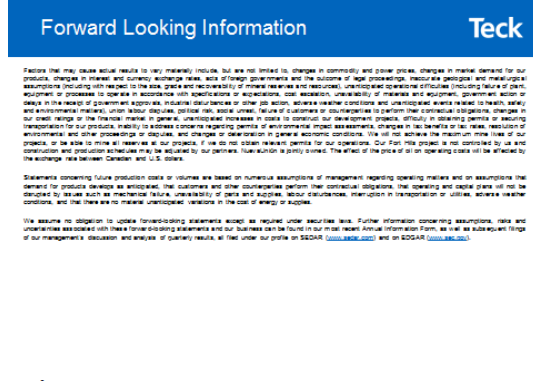 Forward Looking Information
Teck
Factors that may cause actual results to vary materially include, but are not limited to, changes in commodity and power prices, changes in market demand for our
products, changes in interest and currency exchange rates, acts of foreign governments and the outcome of legal proceedings, inaccurate geological and metallurgical
assumptions (including with respect to the size, grade and recoverability of mineral reserves and resources), unanticipated operational difficulties (including failure of plant,
equipment or processes to operate in accordance with specifications or expectations, cost escalation, unavailability of materials and equipment, government action or
delays in the receipt of government approvals, industrial disturbances or other job action, adverse weather conditions and unanticipated events related to health, safety
and environmental matters), union labour disputes, political risk, social unrest, failure of customers or counterparties to perform their contractual obligations, changes in
our credit ratings or the financial market in general, unanticipated increases in costs to construct our development projects, difficulty in obtaining permits or securing
transportation for our products, inability to address concerns regarding permits of environmental impact assessments, changes in tax benefits or tax rates, resolution of
environmental and other proceedings or disputes, and changes or deterioration in general economic conditions. We will not achieve the maximum mine lives of our
projects, or be able to mine all reserves at our projects, if we do not obtain relevant permits for our operations. Our Fort Hills project is not controlled by us and
construction and production schedules may be adjusted by our partners. NuevaUnión is jointly owned. The effect of the price of oil on operating costs will be affected by
the exchange rate between Canadian and U.S. dollars.
Statements concerning future production costs or volumes are based on numerous assumptions of management regarding operating matters and on assumptions that
demand for products develops as anticipated, that customers and other counterparties perform their contractual obligations, that operating and capital plans will not be
disrupted by issues such as mechanical failure, unavailability of parts and supplies, labour disturbances, interruption in transportation or utilities, adverse weather
conditions, and that there are no material unanticipated variations in the cost of energy or supplies.
We assume no obligation to update forward-looking statements except as required under securities laws. Further information concerning assumptions, risks and
uncertainties associated with these forward-looking statements and our business can be found in our most recent Annual Information Form, as well as subsequent filings
of our management's discussion and analysis of quarterly results, all filed under our profile on SEDAR (www.sedar.com) and on EDGAR (www.sec.gov).